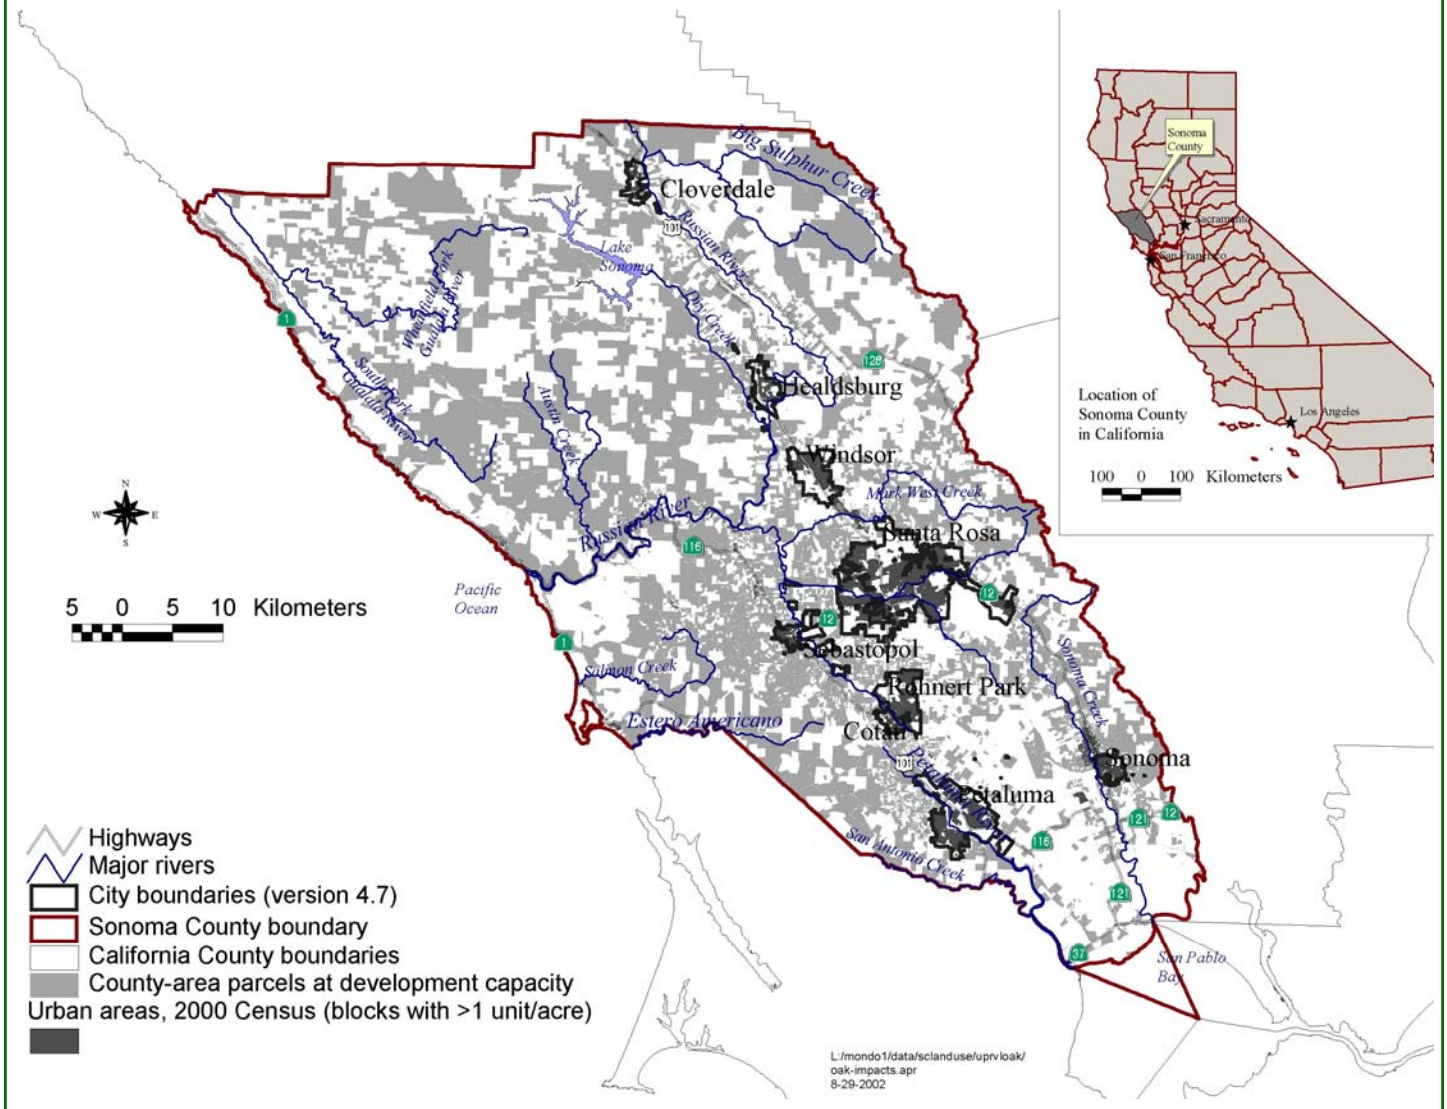 Big Sulphur Creek
Cloverdale
101
Russian River
Lake
Sonoma
Wheatfield Fork
Gualala River
Dry Creek
1
128
South Fork
Gualala River
Austin Creek
Healdsburg
Windsor
Mark West Creek
Russian River
116
Santa Rosa
12
N
W
E
S
Pacific
Ocean
5 0 5 10 Kilometers
1
12
Sebastopol
Salmon Creek
Rohnert Park
Sonoma Creek
Estero Americano
Cotati
101
Sonoma
Petaluma River
Petaluma
San Antonio Creek
116
121
12
121
37
San Pablo
Bay
Sonoma
County
Sacramento
San Francisco
Los Angeles
Location of
Sonoma County
in California
100 0 100 Kilometers
Highways
Major rivers
City boundaries (version 4.7)
Sonoma County boundary
California County boundaries
County-area parcels at development capacity
Urban areas, 2000 Census (blocks with >1 unit/acre)
L:/mondo1/data/sclanduse/uprvloak/
oak-impacts.apr
8-29-2002